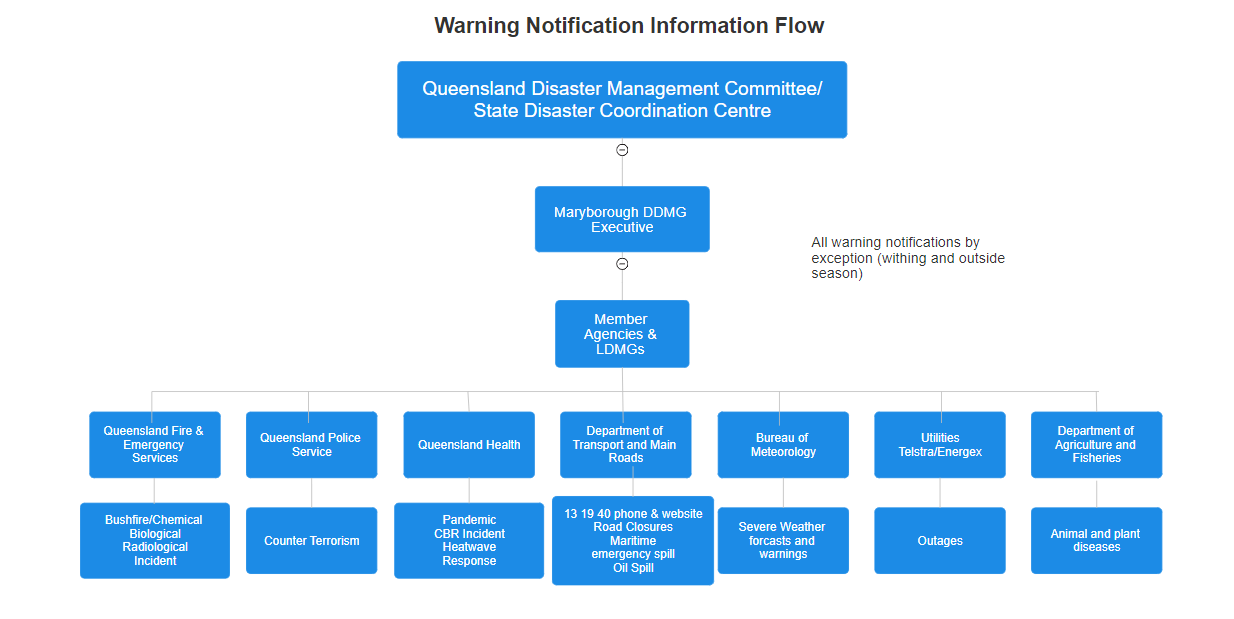 Warning Notification Information Flow
Queensland Disaster Management Committee/
State Disaster Coordination Centre
Maryborough DDMG
Executive
All warning notifications by
exception (withing and outside
season)
Member
Agencies &
LDMGs
Queensland Fire &
Emergency
Services
Queensland Police
Service
Queensland Health
Department of
Transport and Main
Roads
Bureau of
Meteorology
Utilities
Telstra/Energex
Department of
Agriculture and
Fisheries
Bushfire/Chemical
Biological
Radiological
Incident
Counter Terrorism
Pandemic
CBR Incident
Heatwave
Response
13 19 40 phone & website
Road Closures
Maritime
emergency spill
Oil Spill
Severe Weather
forcasts and
warnings
Outages
Animal and plant
diseases